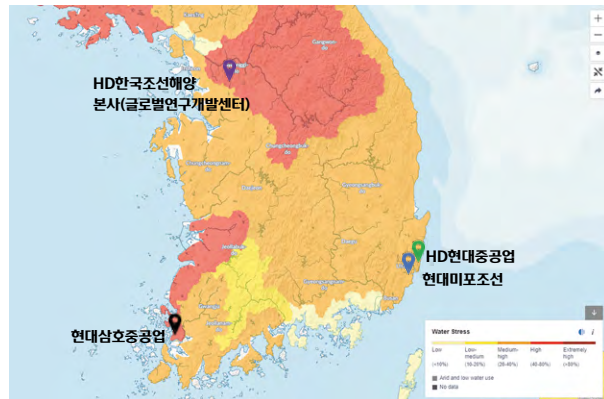 HD한국조선해양
본사(글로벌연구개발센터)
HD현대중공업
현대미포조선
현대삼호중공업
Water Stress
Low
Low-medium
Medium-high
High
Extremely high
(<10%)
(10-20%)
(20-40%)
(40-80%)
(>80%)
Arid and low water use
No data